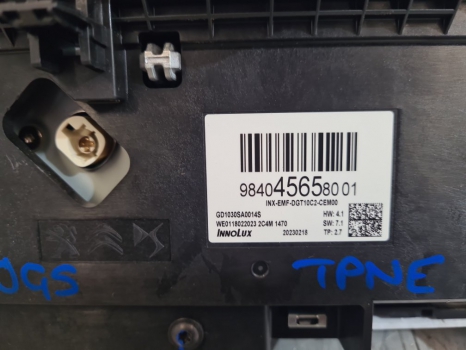 9840456580 01
INX-EMF-DGT10C2-CEM00
GD1030SA0014S
HW: 4.1
WE0118022023 2C4M 1470
SW: 7.1
INNOLUX
20230218
TP: 2.7
JGS
TPNE